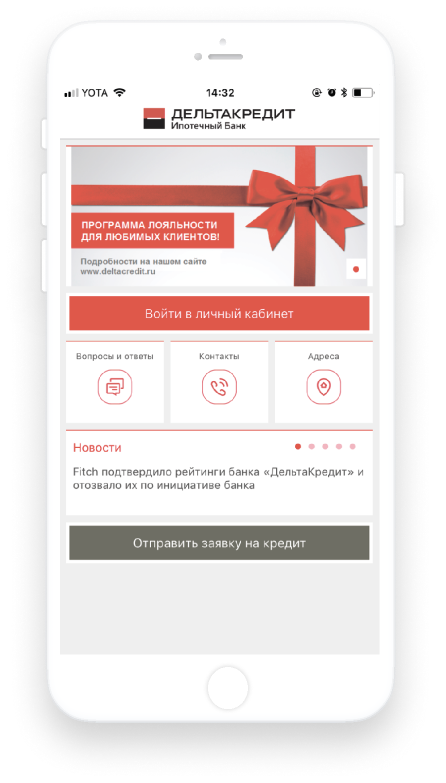 YOTA
14:32
ДЕЛЬТАКРЕДИТ
Ипотечный Банк
ПРОГРАММА ЛОЯЛЬНОСТИ
ДЛЯ ЛЮБИМЫХ КЛИЕНТОВ!
Подробности на нашем сайте
www.deltacredit.ru
Войти в личный кабинет
Вопросы и ответы
Контакты
Адреса
Новости
Fitch подтвердило рейтинги банка «ДельтаКредит» и
отозвало их по инициативе банка
Отправить заявку на кредит